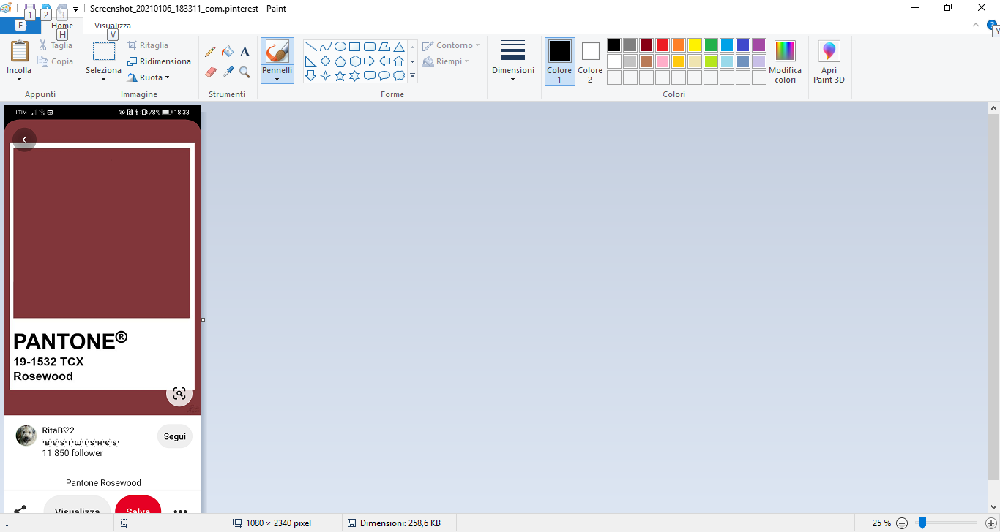 Screenshot_20210106_183311_com.pinterest - Paint
1 2 3
F Home Visualizza
H V Y
Incolla
Taglia
Copia
Appunti
Seleziona
Ritaglia
Ridimensiona
Ruota
Immagine
A
Strumenti
Pennelli
Forme
Contorno
Riempi
Dimensioni
Colore 1
Colore 2
Modifica colori
Colori
Apri Paint 3D
TIM 78% 18:33
PANTONE®
19-1532 TCX
Rosewood
RitaB♡2
·в·є·ѕ·т·ω·ι·ѕ·н·є·ѕ·
11.850 follower
Segui
Pantone Rosewood
Visualizza Salva
1080 × 2340 pixel Dimensioni: 258,6 KB 25 %